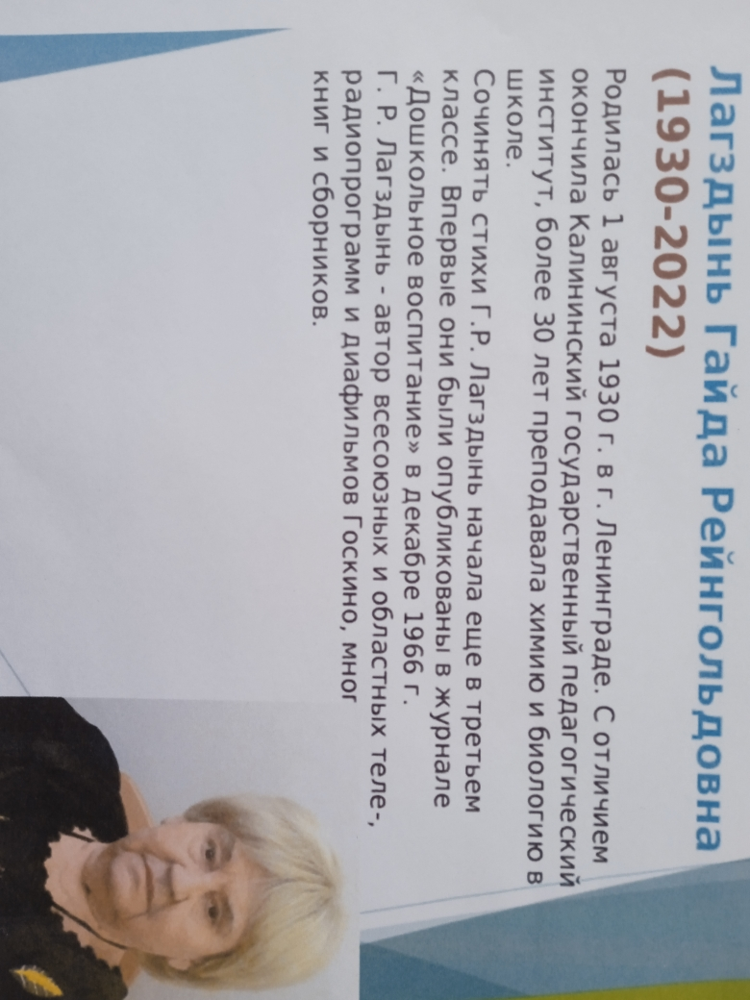 Лагздынь Гайда Рейнгольдовна
(1930-2022)
Родилась 1 августа 1930 г. в г. Ленинграде. С отличием
окончила Калининский государственный педагогический
институт, более 30 лет преподавала химию и биологию в
школе.
Сочинять стихи Г.Р. Лагздынь начала еще в третьем
классе. Впервые они были опубликованы в журнале
«Дошкольное воспитание» в декабре 1966 г.
Г. Р. Лагздынь - автор всесоюзных и областных теле-,
радиопрограмм и диафильмов Госкино, мног
книг и сборников.